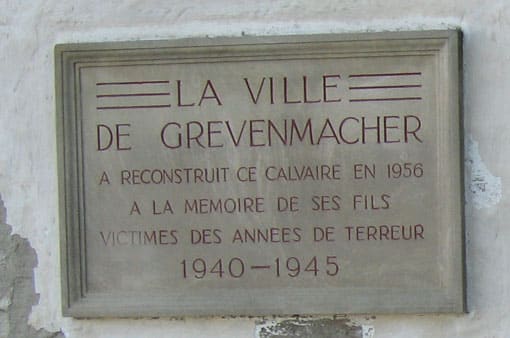 LA VILLE
DE GREVENMACHER
A RECONSTRUIT CE CALVAIRE EN 1956
A LA MEMOIRE DE SES FILS
VICTIMES DES ANNEES DE TERREUR
1940-1945